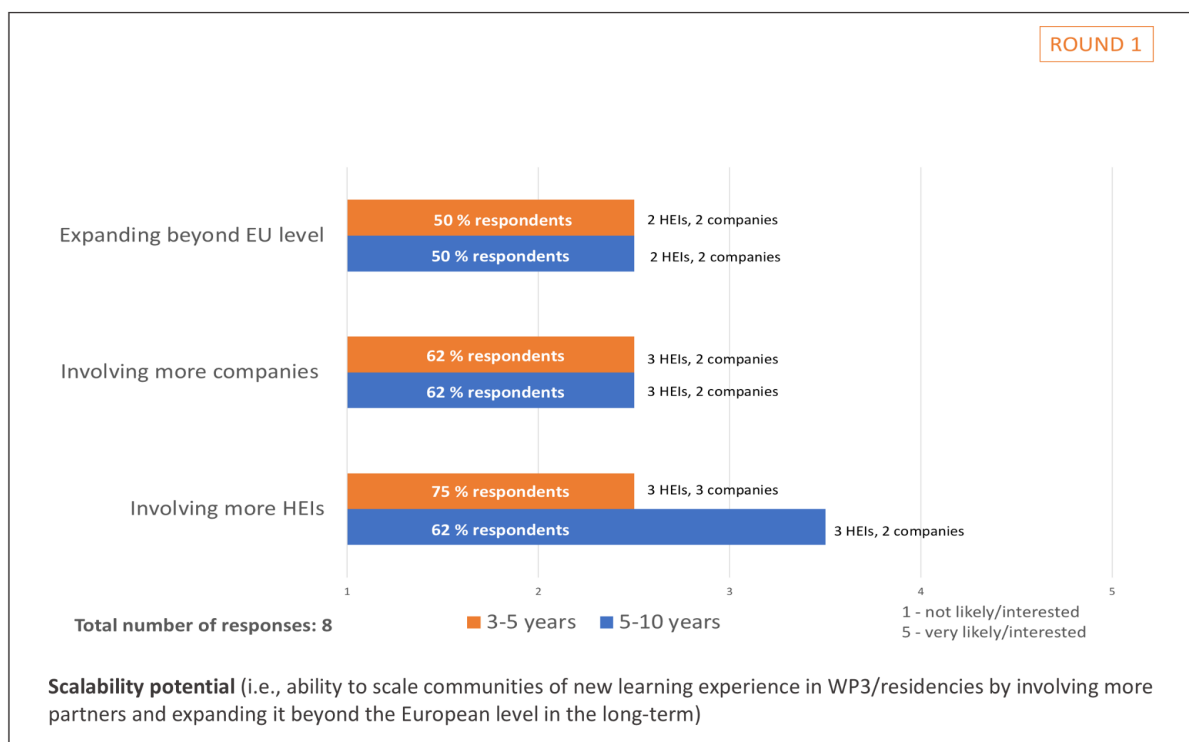 ROUND 1
Expanding beyond EU level
50 % respondents
2 HEIs, 2 companies
50 % respondents
2 HEIs, 2 companies
Involving more companies
62 % respondents
3 HEIs, 2 companies
62 % respondents
3 HEIs, 2 companies
Involving more HEIs
75 % respondents
3 HEIs, 3 companies
62 % respondents
3 HEIs, 2 companies
1 2 3 4 5
Total number of responses: 8
3-5 years 5-10 years
1 - not likely/interested
5 - very likely/interested
Scalability potential (i.e., ability to scale communities of new learning experience in WP3/residencies by involving more
partners and expanding it beyond the European level in the long-term)